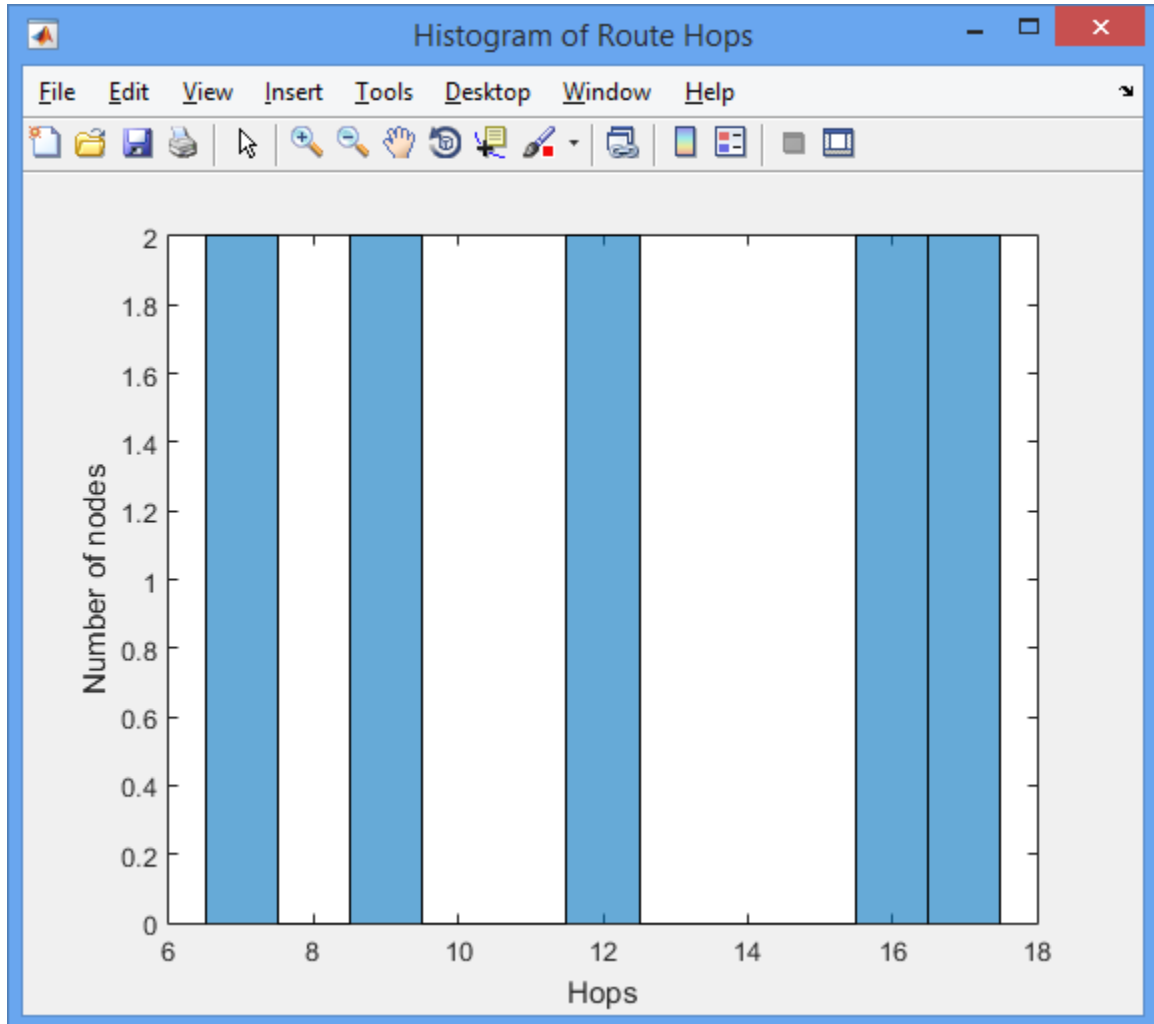 Histogram of Route Hops
File Edit View Insert Tools Desktop Window Help
2
1.8
1.6
1.4
1.2
1
0.8
0.6
0.4
0.2
0
Number of nodes
6 8 10 12 14 16 18
Hops